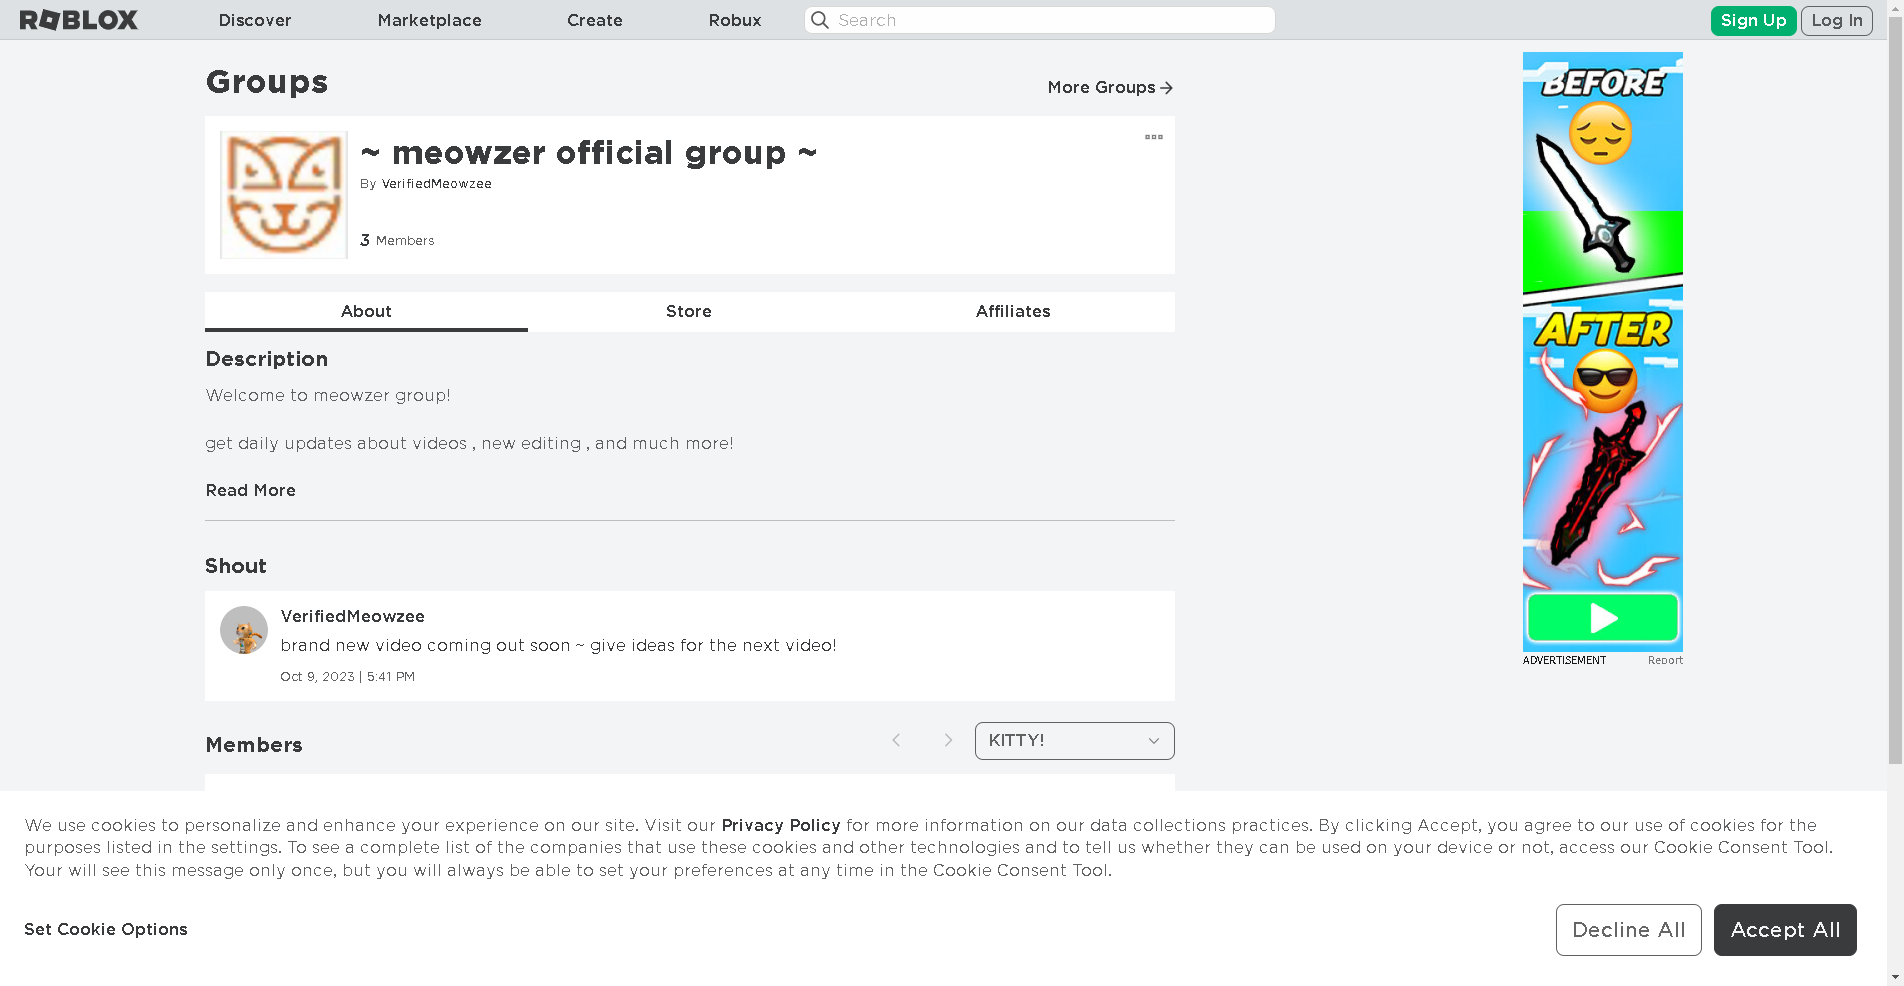 ROBLOX Discover Marketplace Create Robux Search Sign Up Log In
Groups
More Groups
~ meowzer official group ~
By VerifiedMeowzee
3 Members
About Store Affiliates
Description
Welcome to meowzer group!
get daily updates about videos , new editing , and much more!
Read More
Shout
VerifiedMeowzee
brand new video coming out soon ~ give ideas for the next video!
Oct 9, 2023 | 5:41 PM
Members
KITTY!
BEFORE
AFTER
ADVERTISEMENT Report
We use cookies to personalize and enhance your experience on our site. Visit our Privacy Policy for more information on our data collections practices. By clicking Accept, you agree to our use of cookies for the
purposes listed in the settings. To see a complete list of the companies that use these cookies and other technologies and to tell us whether they can be used on your device or not, access our Cookie Consent Tool.
Your will see this message only once, but you will always be able to set your preferences at any time in the Cookie Consent Tool.
Set Cookie Options
Decline All
Accept All